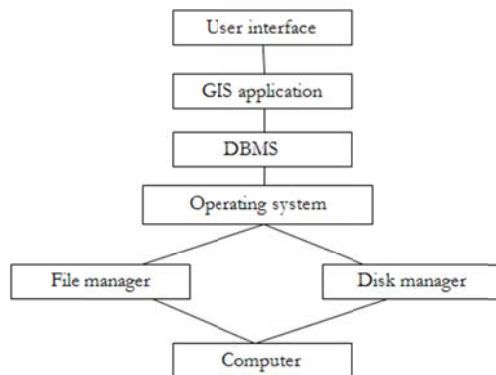 User interface
GIS application
DBMS
Operating system
File manager
Disk manager
Computer